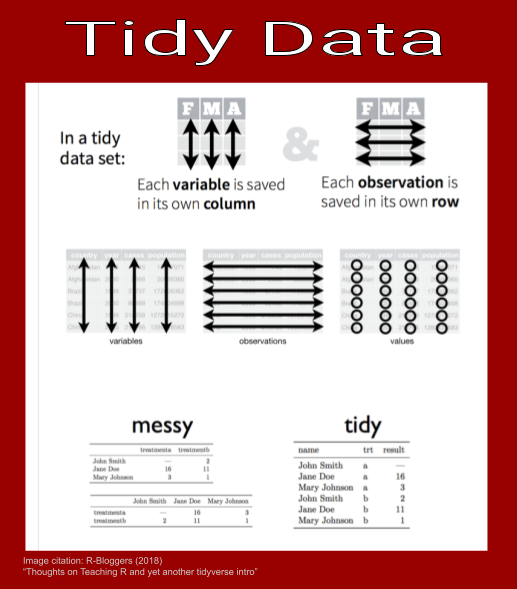 Tidy Data
F M A
&
F M A
In a tidy
data set:
Each variable is saved
in its own column
Each observation is
saved in its own row
country year cases population
country year cases population
country year cases population
variables
observations
values
messy
tidy
treatmenta treatmentb
John Smith — 2
Jane Doe 16 11
Mary Johnson 3 1
John Smith Jane Doe Mary Johnson
treatmenta — 16 3
treatmentb 2 11 1
name trt result
John Smith a —
Jane Doe a 16
Mary Johnson a 3
John Smith b 2
Jane Doe b 11
Mary Johnson b 1
Image citation: R-Bloggers (2018)
"Thoughts on Teaching R and yet another tidyverse intro"